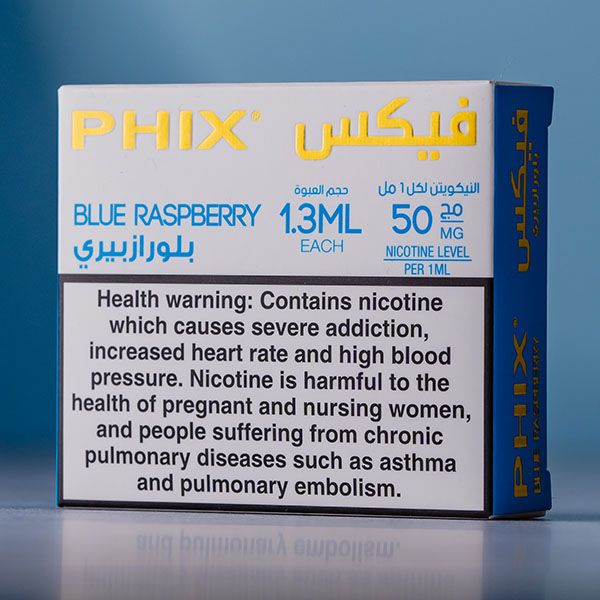 PHIX® فيكس
BLUE RASPBERRY
بلورازبيري
حجم العبوة
1.3ML
EACH
النيكويتن لكل 1 مل
50 مج MG
NICOTINE LEVEL
PER 1ML
Health warning: Contains nicotine
which causes severe addiction,
increased heart rate and high blood
pressure. Nicotine is harmful to the
health of pregnant and nursing women,
and people suffering from chronic
pulmonary diseases such as asthma
and pulmonary embolism.
فيكس
بلورازبيري
PHIX®
BLUE RASPBERRY